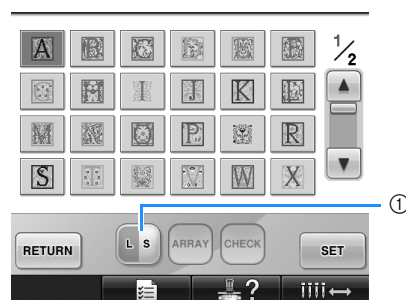 A B C E F 1/2
H I J K L
M N O P R
S V W X
①
RETURN L S ARRAY CHECK SET
?